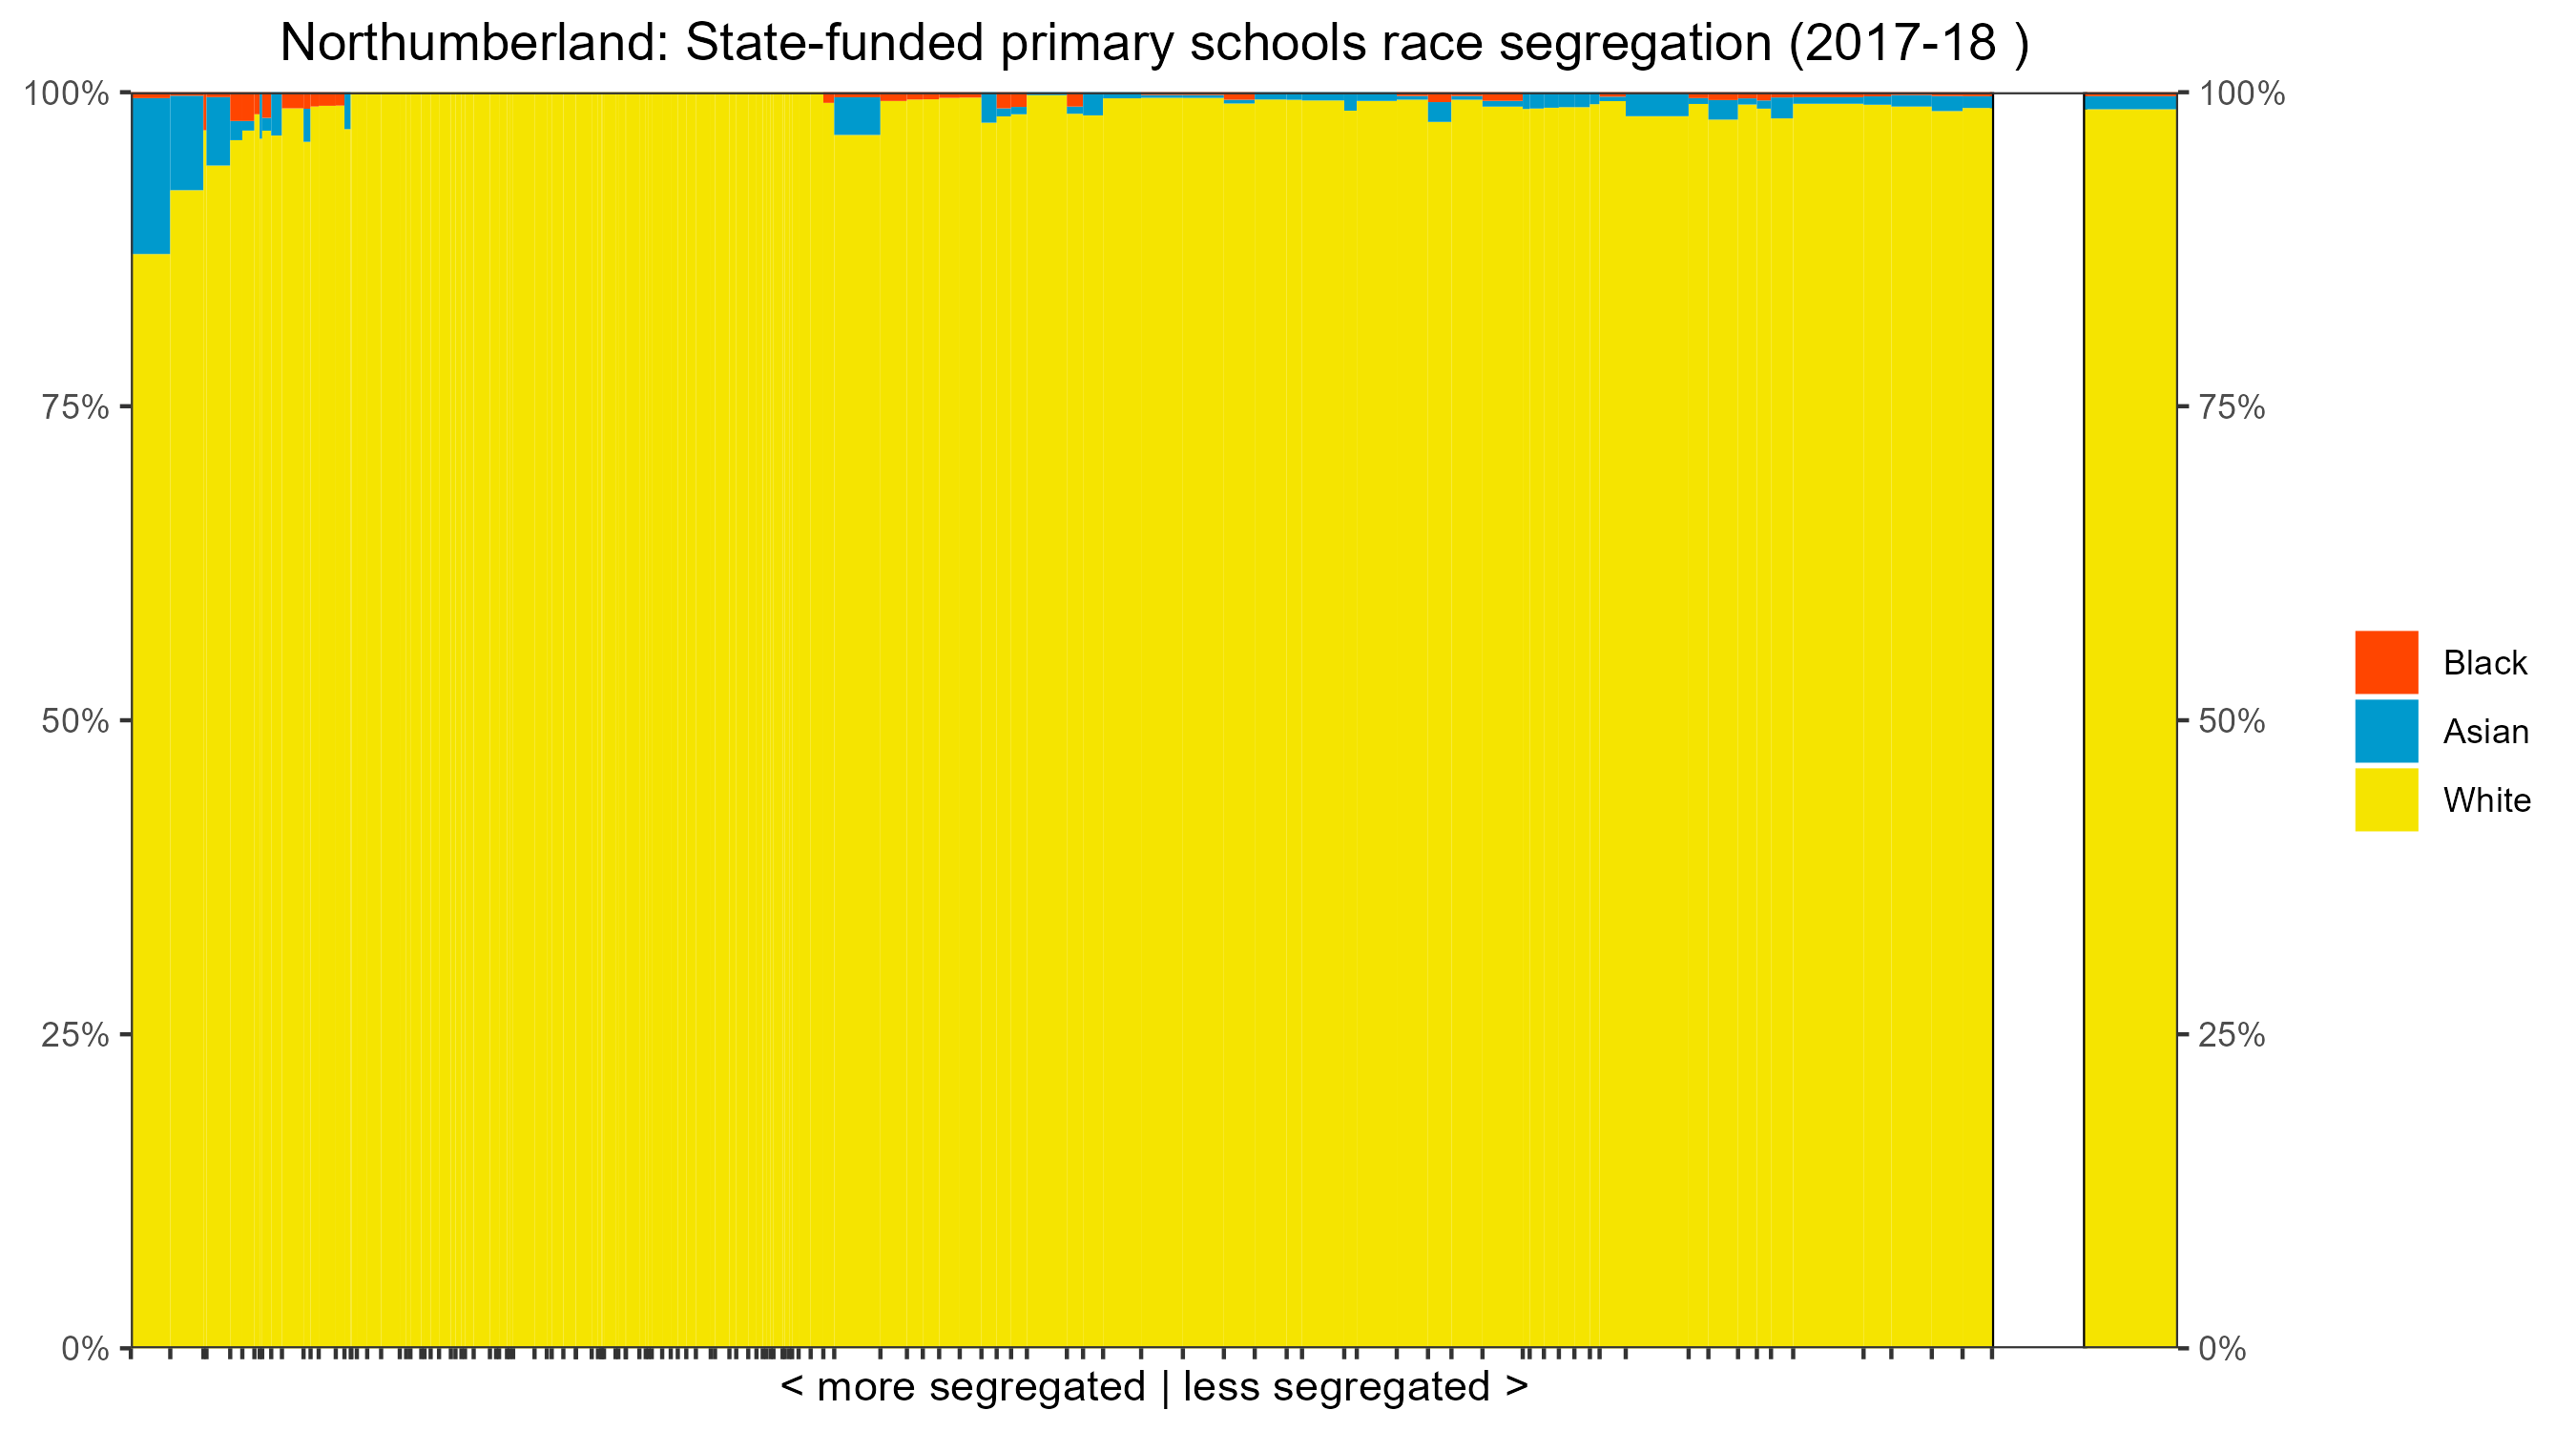 Northumberland: State-funded primary schools race segregation (2017-18 )
100%
75%
50%
25%
0%
100%
75%
50%
25%
0%
Black
Asian
White
< more segregated | less segregated >